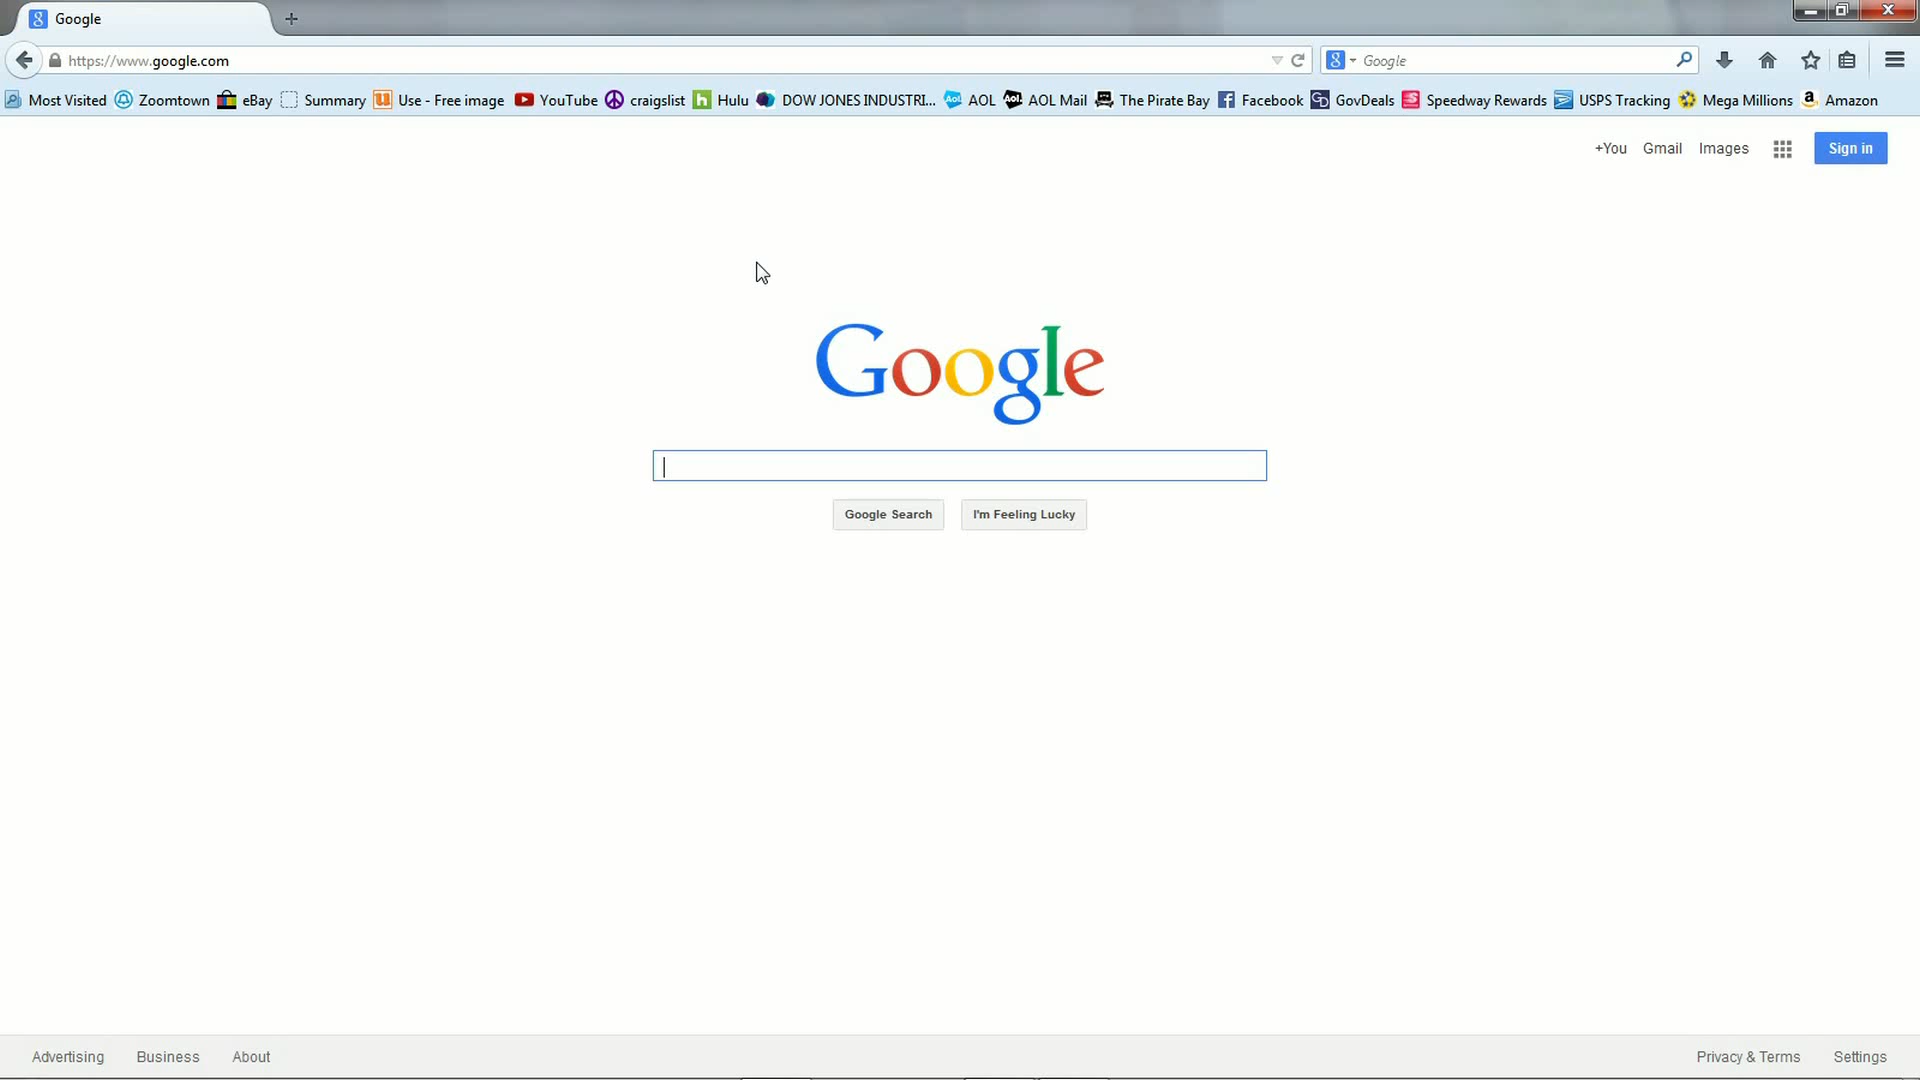 Google
https://www.google.com
Google
Most Visited Zoomtown eBay Summary Use - Free image YouTube craigslist Hulu DOW JONES INDUSTRI... AOL AOL Mail The Pirate Bay Facebook GovDeals Speedway Rewards USPS Tracking Mega Millions Amazon
+You Gmail Images Sign in
Google
Google Search I'm Feeling Lucky
Advertising Business About Privacy & Terms Settings